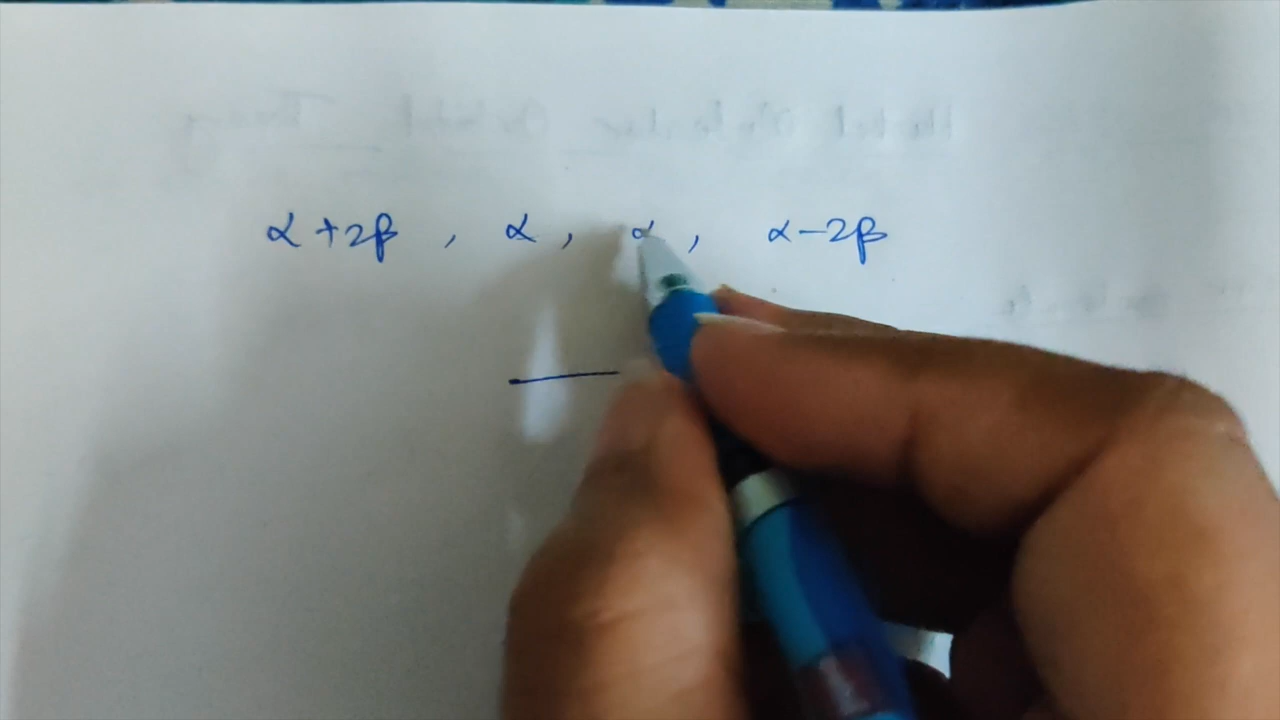 α + 2β , α , α , α - 2β